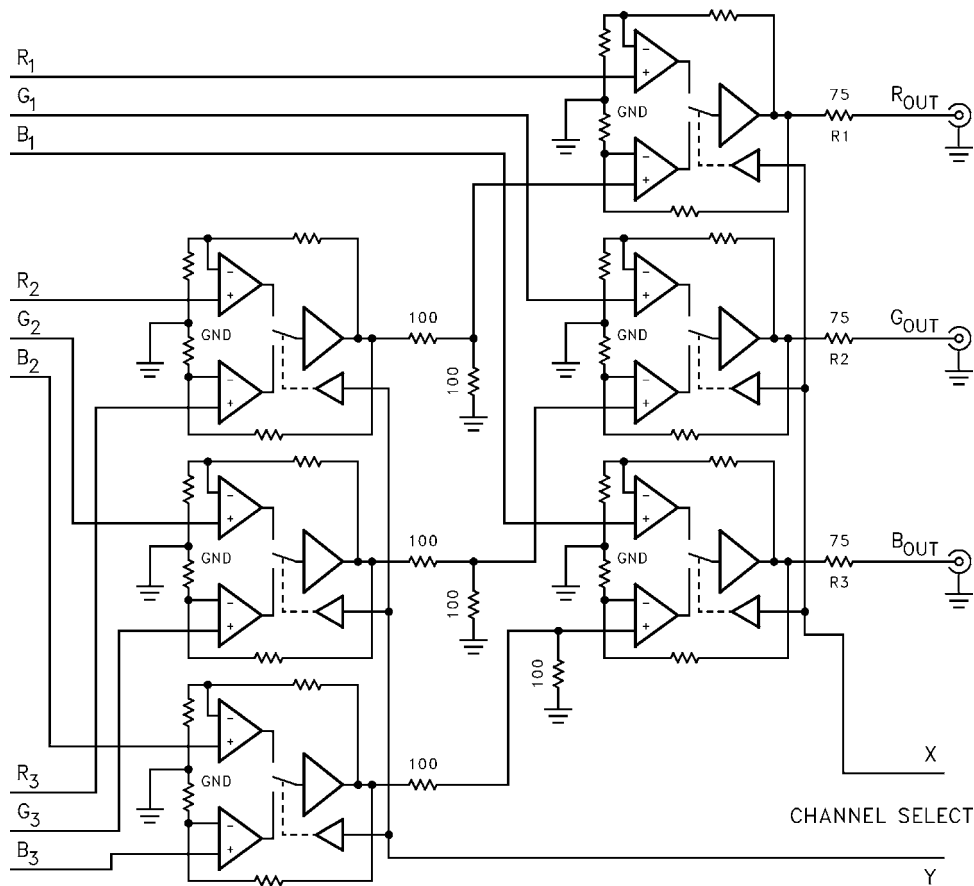 R1
G1
B1
GND
75
R1
ROUT
R2
G2
B2
GND
100
100
GND
75
R2
GOUT
GND
100
100
GND
75
R3
BOUT
R3
G3
B3
GND
100
100
X
CHANNEL SELECT
Y